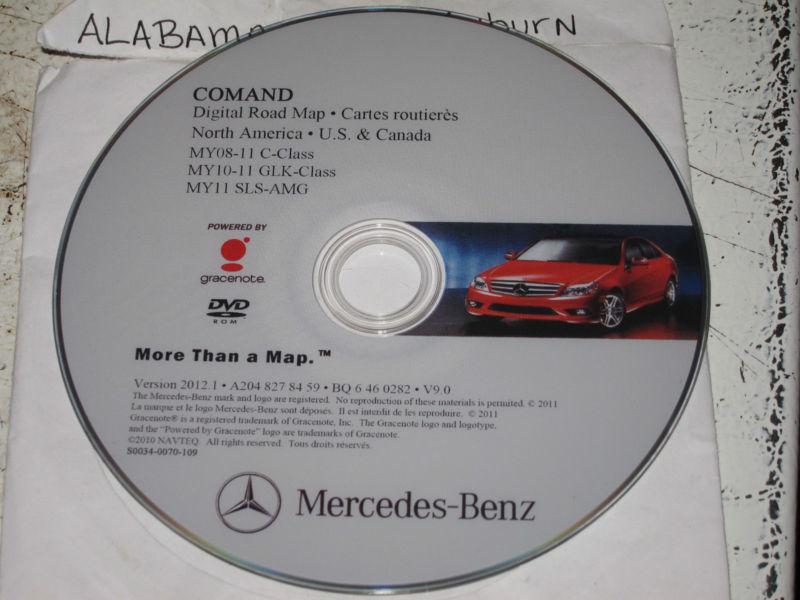 ALABAMA
COMAND
Digital Road Map • Cartes routierès
North America • U.S. & Canada
MY08-11 C-Class
MY10-11 GLK-Class
MY11 SLS-AMG
POWERED BY
gracenote.
DVD
ROM
More Than a Map.™
Version 2012.1 • A204 827 84 59 • BQ 6 46 0282 • V9.0
The Mercedes-Benz mark and logo are registered. No reproduction of these materials is permited. © 2011
La marque et le logo Mercedes-Benz sont déposés. Il est interdit de les reproduire. © 2011
Gracenote® is a registered trademark of Gracenote, Inc. The Gracenote logo and logotype,
and the "Powered by Gracenote" logo are trademarks of Gracenote.
©2010 NAVTEQ. All rights reserved. Tous droits réservés.
S0034-0070-109
Mercedes-Benz